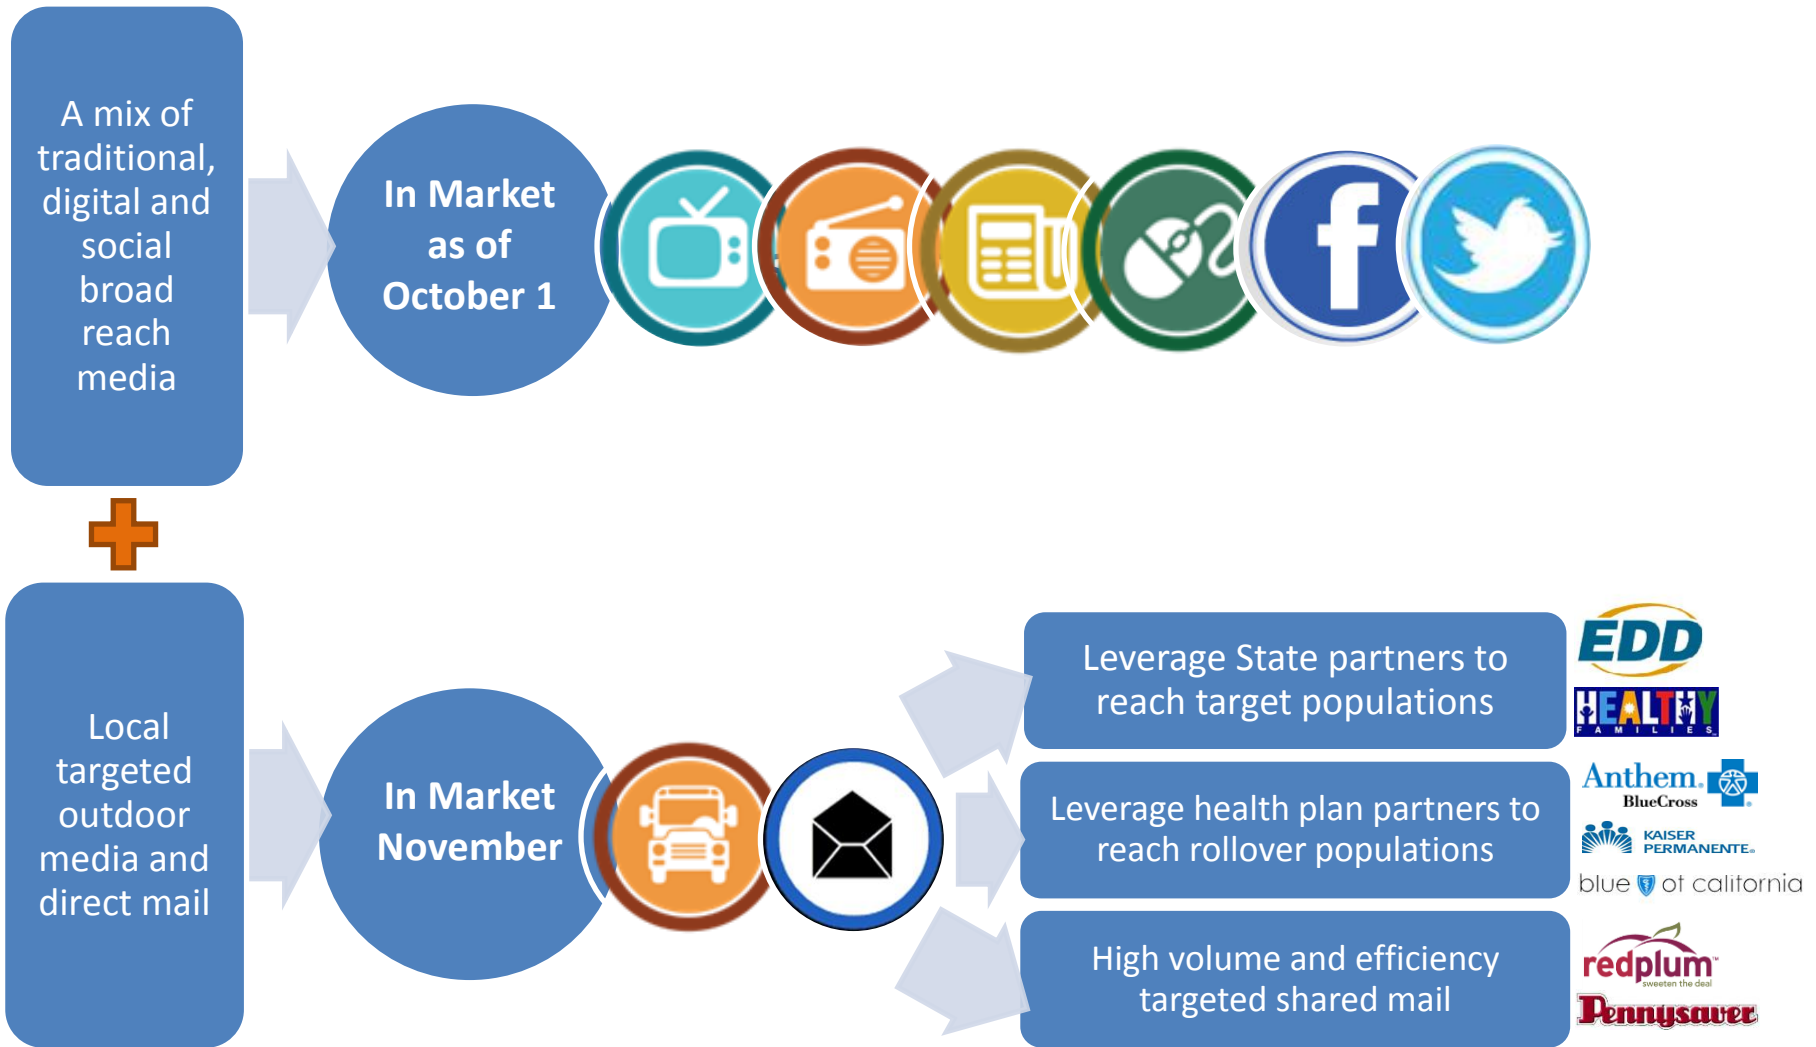 A mix of
traditional,
digital and
social
broad
reach
media
In Market
as of
October 1
f
Local
targeted
outdoor
media and
direct mail
In Market
November
Leverage State partners to
reach target populations
EDD
HEALTHY
FAMILIES
Leverage health plan partners to
reach rollover populations
Anthem.
BlueCross
KAISER
PERMANENTE®
blue of california
High volume and efficiency
targeted shared mail
redplum™
sweeten the deal
Pennysaver